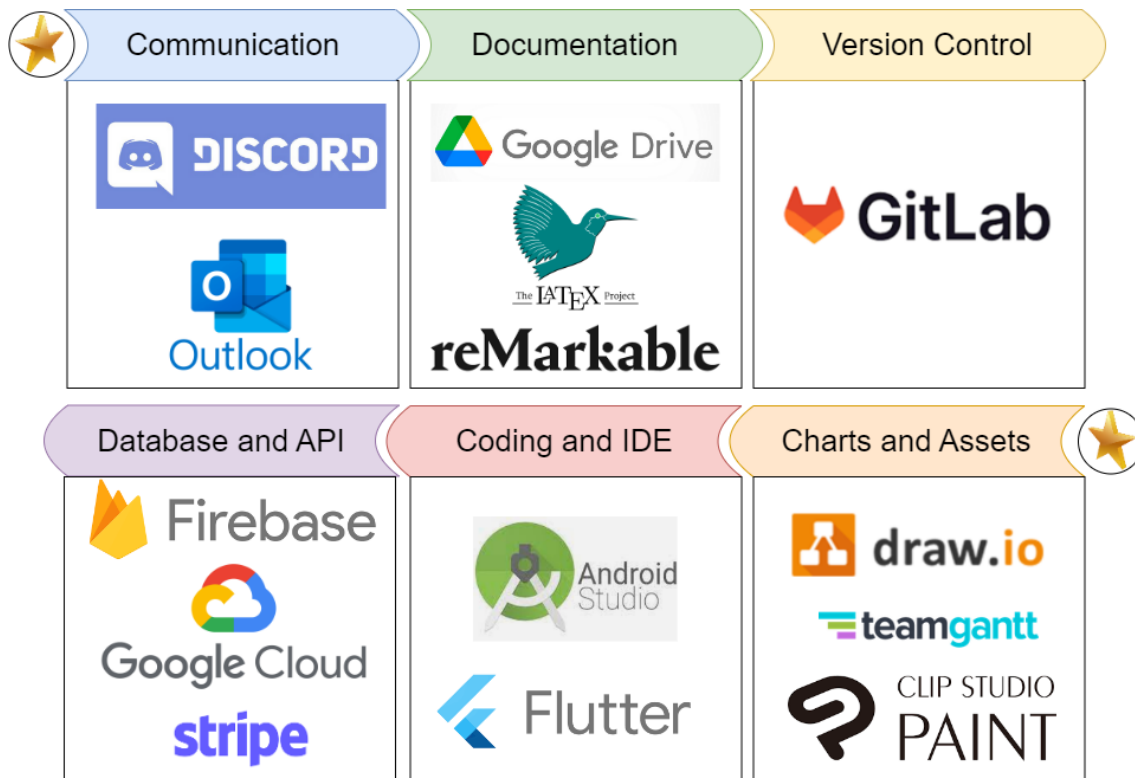 Communication
Documentation
Version Control
DISCORD
Outlook
Google Drive
The LATEX Project
reMarkable
GitLab
Database and API
Coding and IDE
Charts and Assets
Firebase
Google Cloud
stripe
Android
Studio
Flutter
draw.io
teamgantt
CLIP STUDIO
PAINT